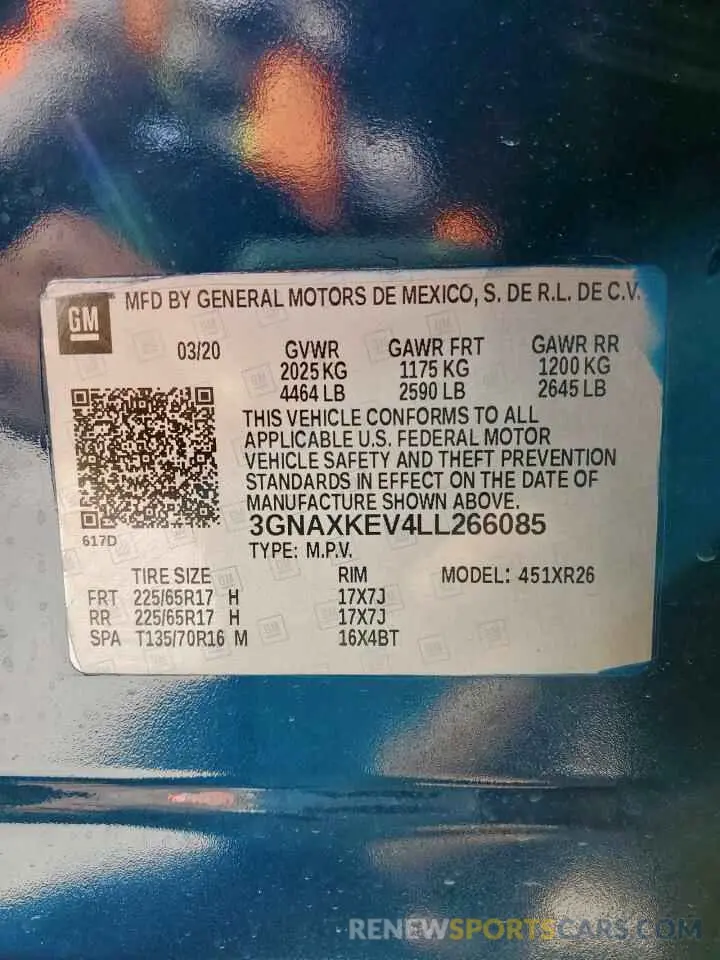 GM
MFD BY GENERAL MOTORS DE MEXICO, S. DE R.L. DE C.V.
03/20 GVWR GAWR FRT GAWR RR
2025 KG 1175 KG 1200 KG
4464 LB 2590 LB 2645 LB
THIS VEHICLE CONFORMS TO ALL
APPLICABLE U.S. FEDERAL MOTOR
VEHICLE SAFETY AND THEFT PREVENTION
STANDARDS IN EFFECT ON THE DATE OF
MANUFACTURE SHOWN ABOVE.
3GNAXKEV4LL266085
617D
TYPE: M.P.V.
TIRE SIZE RIM MODEL: 451XR26
FRT 225/65R17 H 17X7J
RR 225/65R17 H 17X7J
SPA T135/70R16 M 16X4BT
RENEWSPORTSCARS.COM